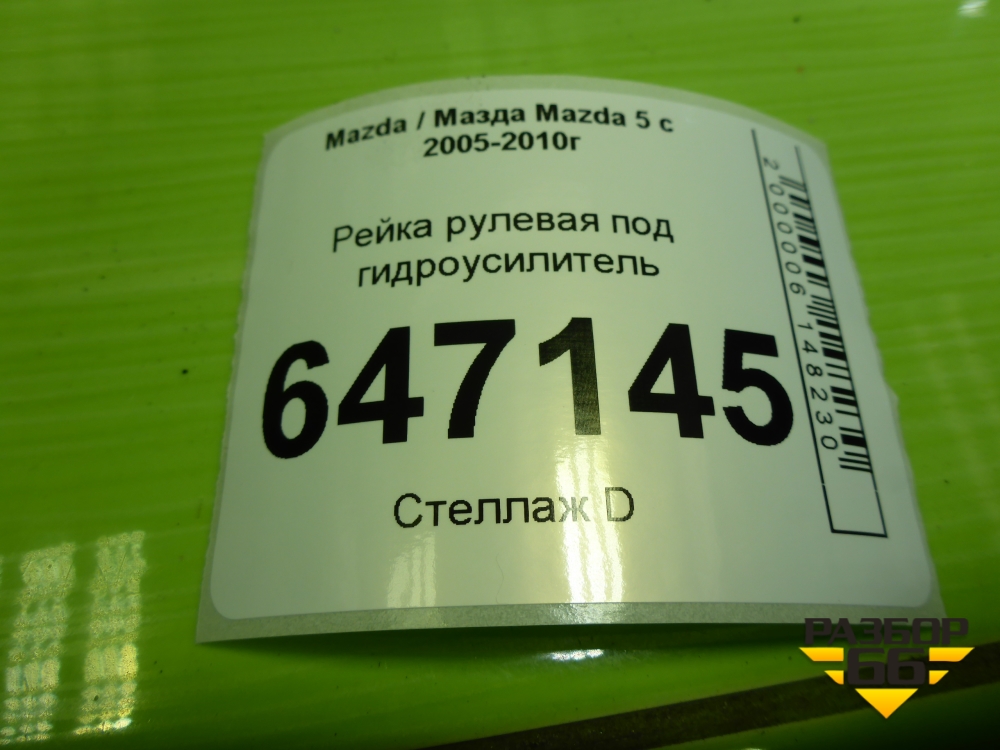 Mazda / Мазда Mazda 5 с
2005-2010г
Рейка рулевая под
гидроусилитель
647145
Стеллаж D
2000006148230
РАЗБОР
66